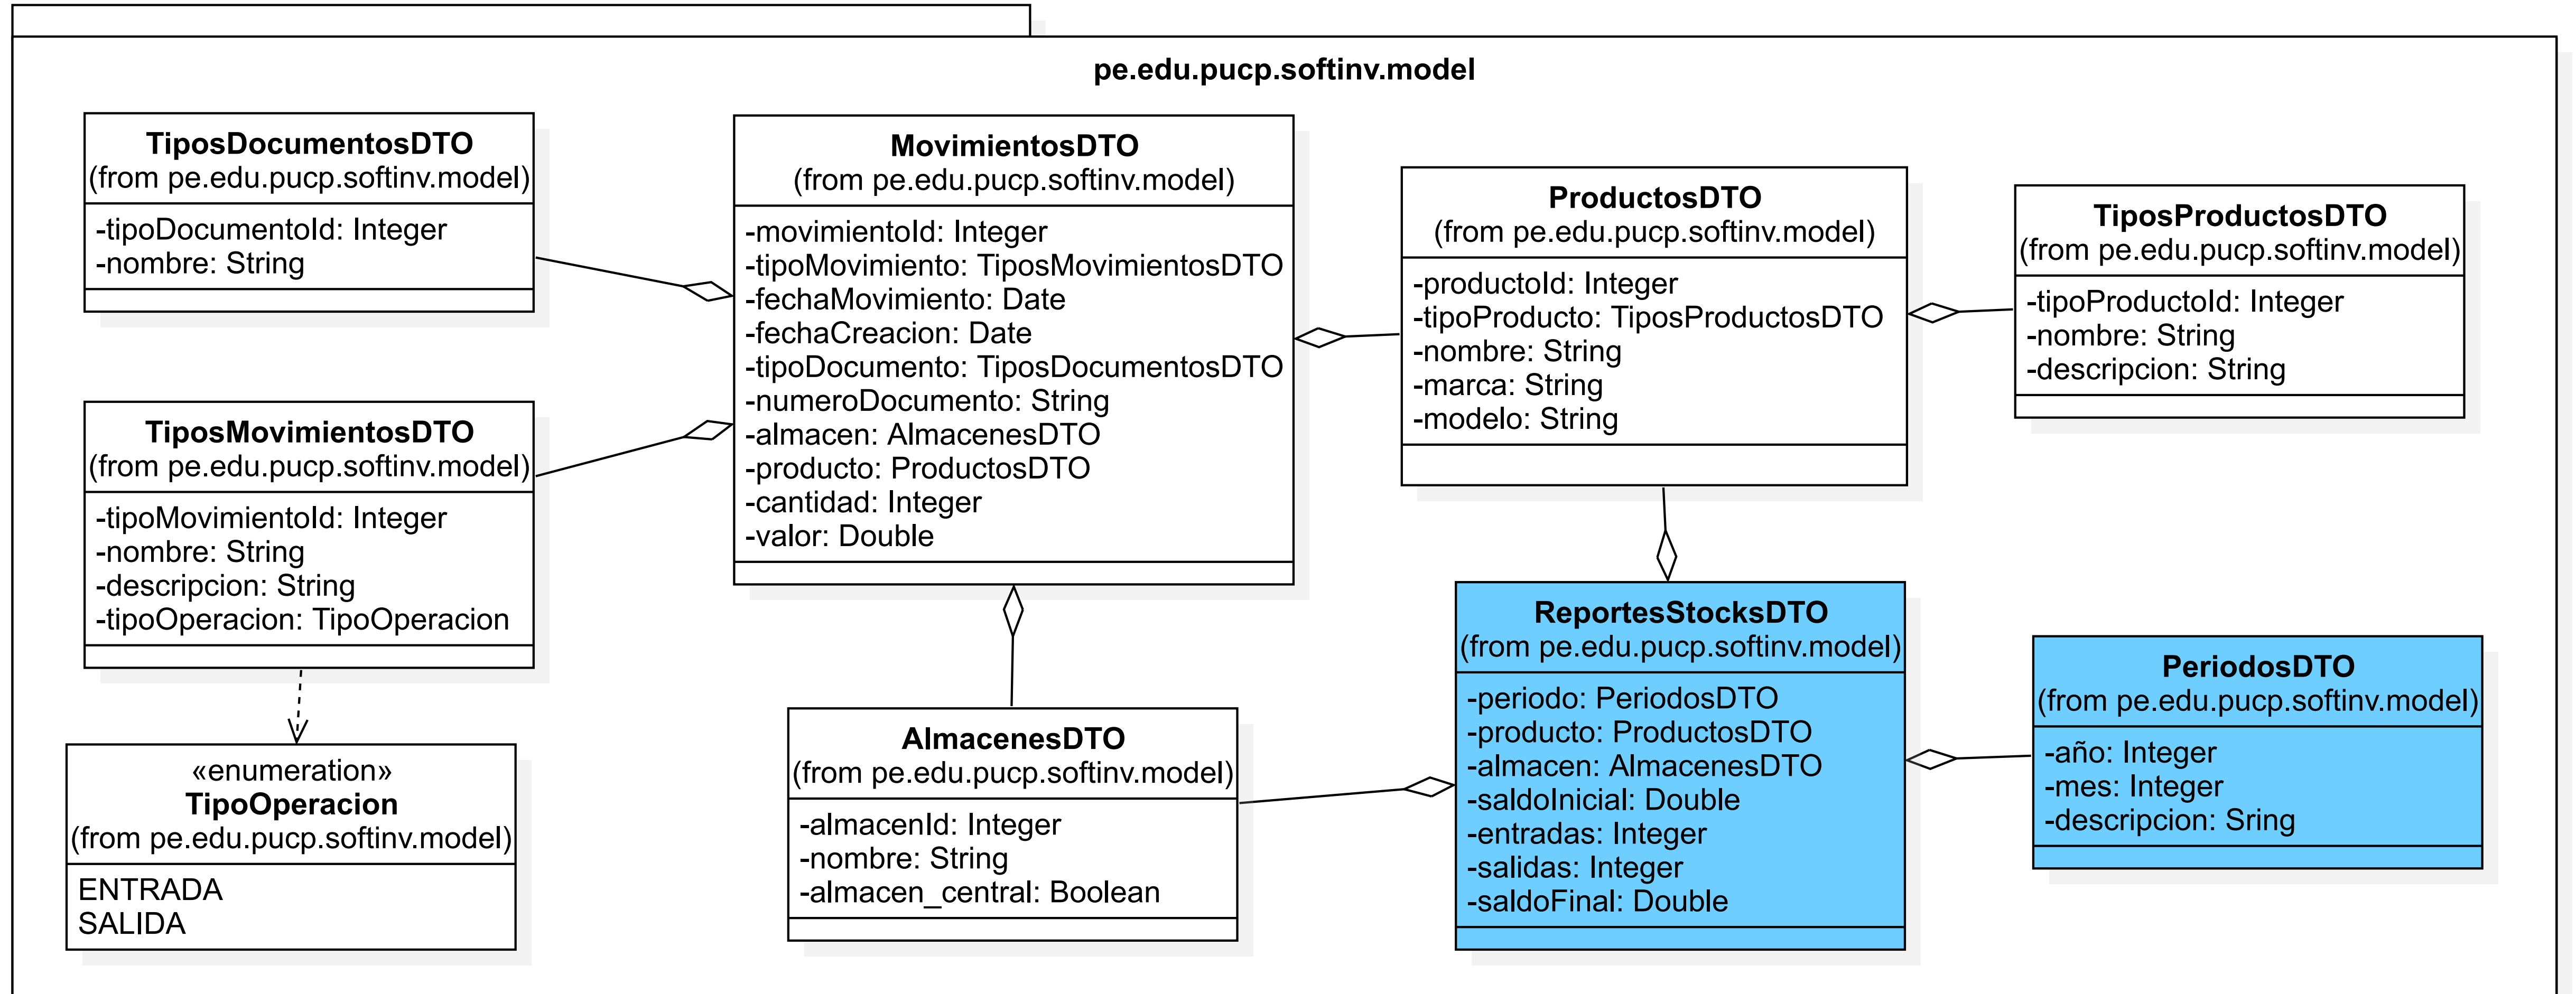 pe.edu.pucp.softinv.model
TiposDocumentosDTO
(from pe.edu.pucp.softinv.model)
-tipoDocumentoId: Integer
-nombre: String
MovimientosDTO
(from pe.edu.pucp.softinv.model)
-movimientoId: Integer
-tipoMovimiento: TiposMovimientosDTO
-fechaMovimiento: Date
-fechaCreacion: Date
-tipoDocumento: TiposDocumentosDTO
-numeroDocumento: String
-almacen: AlmacenesDTO
-producto: ProductosDTO
-cantidad: Integer
-valor: Double
ProductosDTO
(from pe.edu.pucp.softinv.model)
-productoId: Integer
-tipoProducto: TiposProductosDTO
-nombre: String
-marca: String
-modelo: String
TiposProductosDTO
(from pe.edu.pucp.softinv.model)
-tipoProductoId: Integer
-nombre: String
-descripcion: String
TiposMovimientosDTO
(from pe.edu.pucp.softinv.model)
-tipoMovimientoId: Integer
-nombre: String
-descripcion: String
-tipoOperacion: TipoOperacion
«enumeration»
TipoOperacion
(from pe.edu.pucp.softinv.model)
ENTRADA
SALIDA
AlmacenesDTO
(from pe.edu.pucp.softinv.model)
-almacenId: Integer
-nombre: String
-almacen_central: Boolean
ReportesStocksDTO
(from pe.edu.pucp.softinv.model)
-periodo: PeriodosDTO
-producto: ProductosDTO
-almacen: AlmacenesDTO
-saldoInicial: Double
-entradas: Integer
-salidas: Integer
-saldoFinal: Double
PeriodosDTO
(from pe.edu.pucp.softinv.model)
-año: Integer
-mes: Integer
-descripcion: Sring